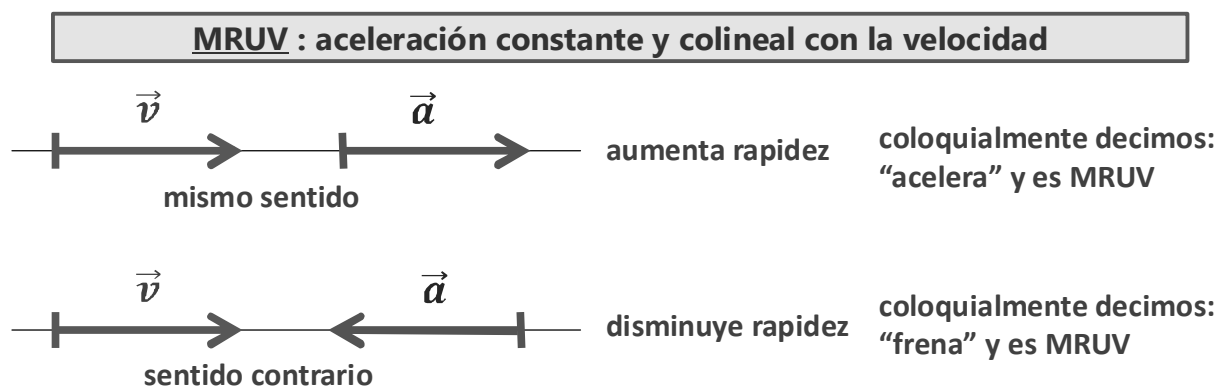 MRUV : aceleración constante y colineal con la velocidad
v a
aumenta rapidez
coloquialmente decimos:
“acelera” y es MRUV
mismo sentido
v a
disminuye rapidez
coloquialmente decimos:
“frena” y es MRUV
sentido contrario